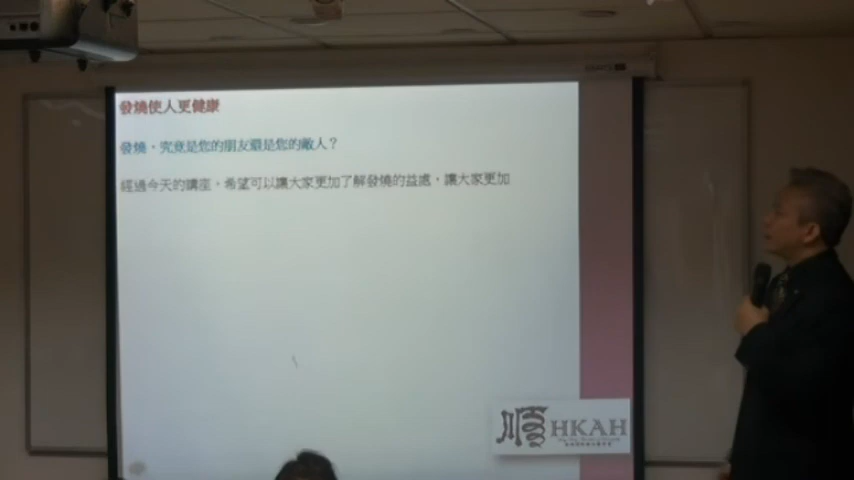 發燒使人更健康
發燒，究竟是您的朋友還是您的敵人？
經過今天的講座，希望可以讓大家更加了解發燒的益處，讓大家更加
順 HKAH